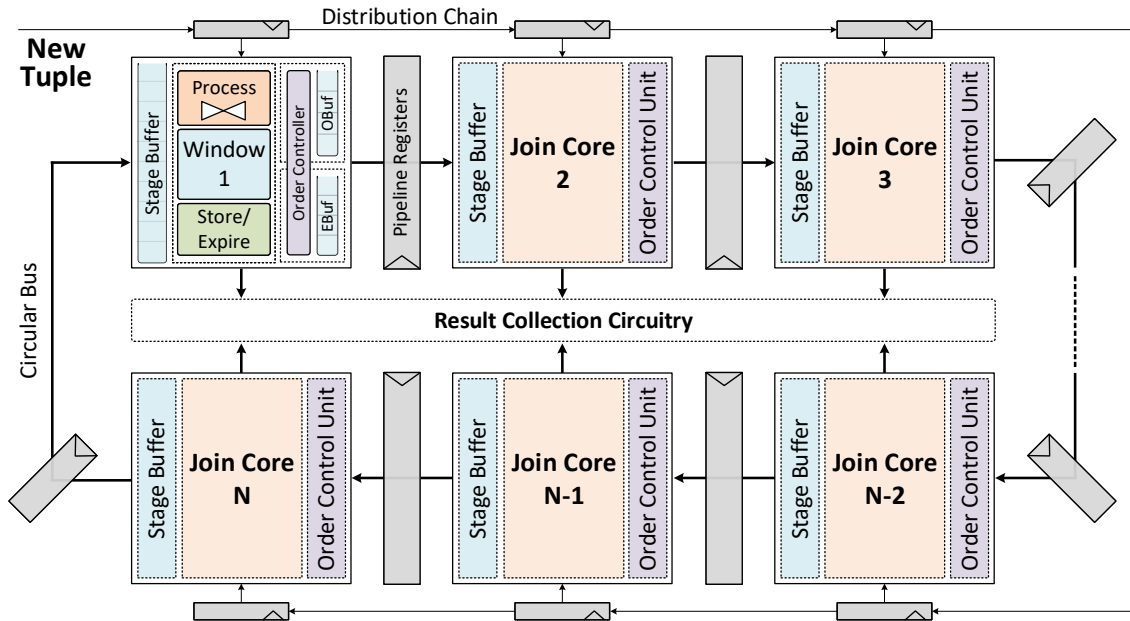 Distribution Chain
New
Tuple
Stage Buffer
Process
Window
1
Store/
Expire
Order Controller
OBuf
EBuf
Pipeline Registers
Stage Buffer
Join Core
2
Order Control Unit
Stage Buffer
Join Core
3
Order Control Unit
Circular Bus
Result Collection Circuitry
Stage Buffer
Join Core
N
Order Control Unit
Stage Buffer
Join Core
N-1
Order Control Unit
Stage Buffer
Join Core
N-2
Order Control Unit